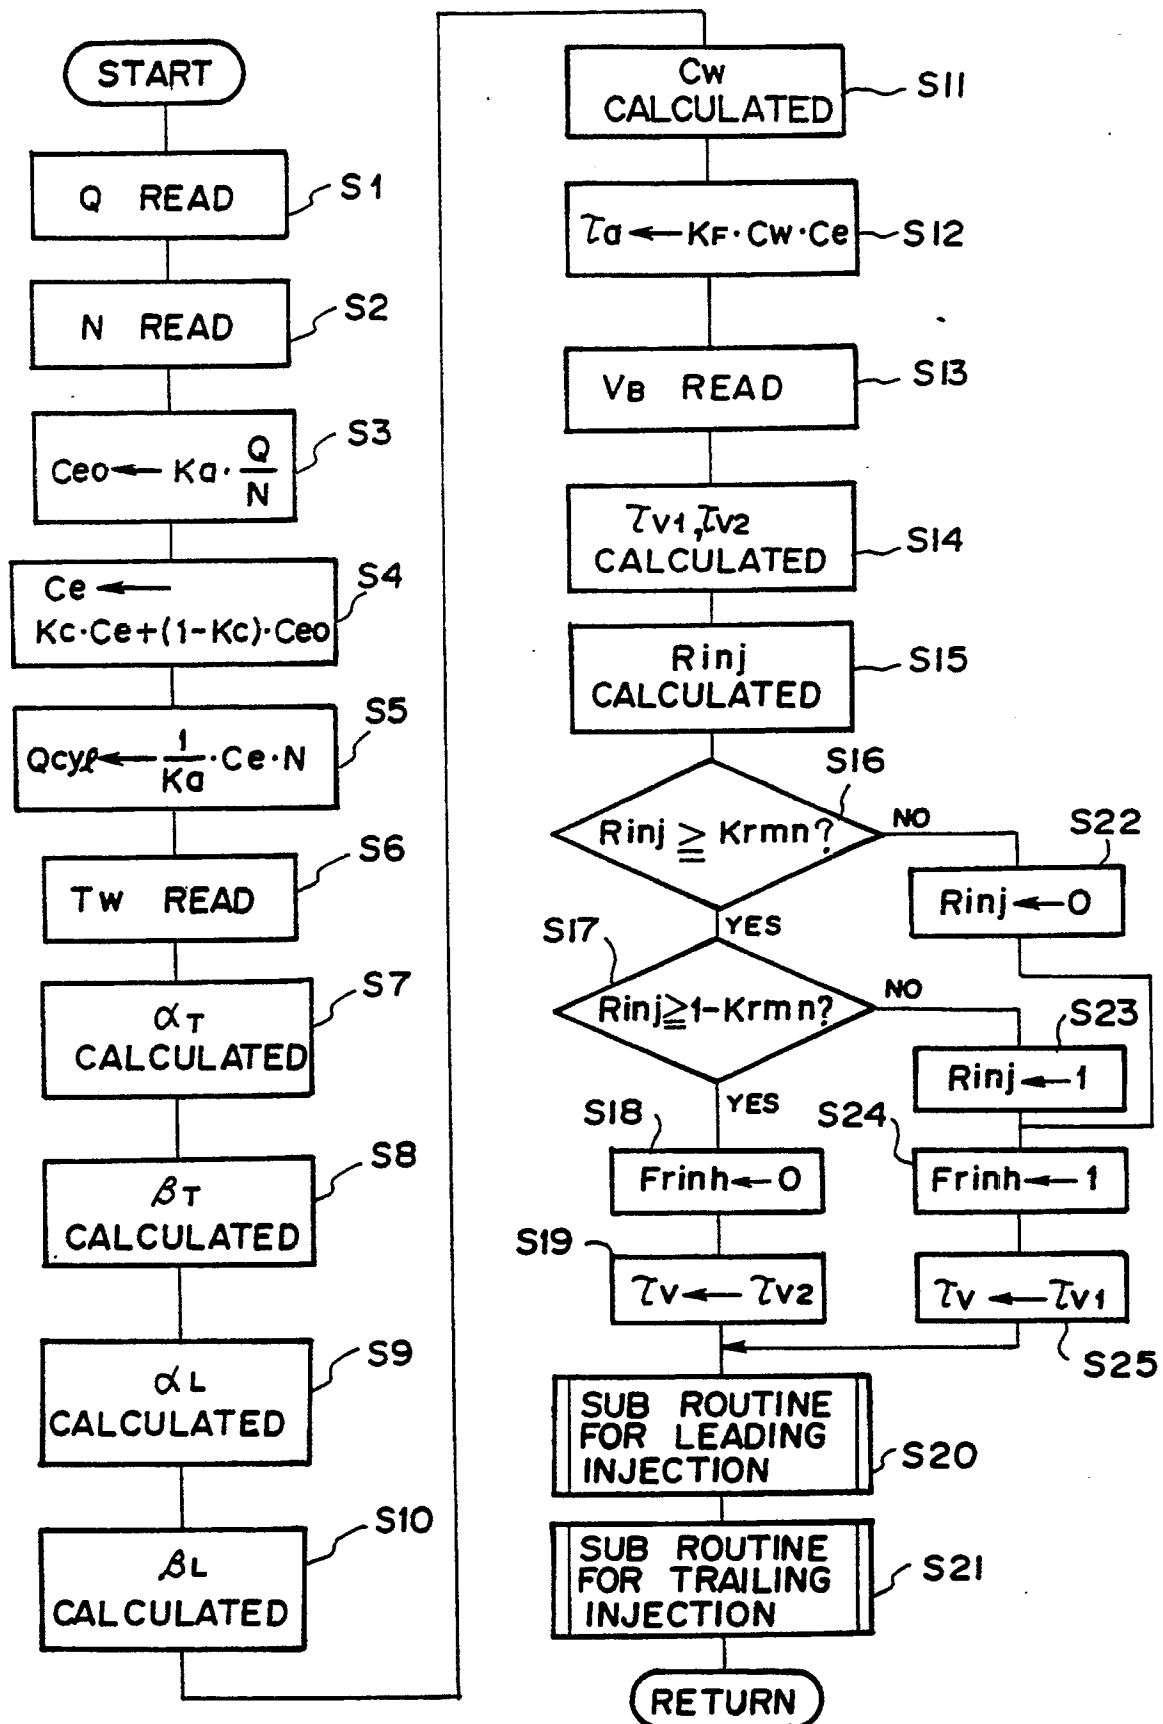 START
Q READ
S1
N READ
S2
Ceo ← Ka · Q/N
S3
Ce ←
Kc·Ce+(1-Kc)·Ceo
S4
Qcyℓ ← 1/Ka · Ce · N
S5
Tw READ
S6
αT
CALCULATED
S7
βT
CALCULATED
S8
αL
CALCULATED
S9
βL
CALCULATED
S10
Cw
CALCULATED
S11
τa ← KF·Cw·Ce
S12
VB READ
S13
τv1,τv2
CALCULATED
S14
Rinj
CALCULATED
S15
S16
Rinj ≧ Krmn?
NO
YES
S22
Rinj ← 0
S17
Rinj≧1-Krmn?
NO
YES
S23
Rinj ← 1
S18
Frinh ← 0
S24
Frinh ← 1
S19
τv ← τv2
τv ← τv1
S25
SUB ROUTINE
FOR LEADING
INJECTION
S20
SUB ROUTINE
FOR TRAILING
INJECTION
S21
RETURN